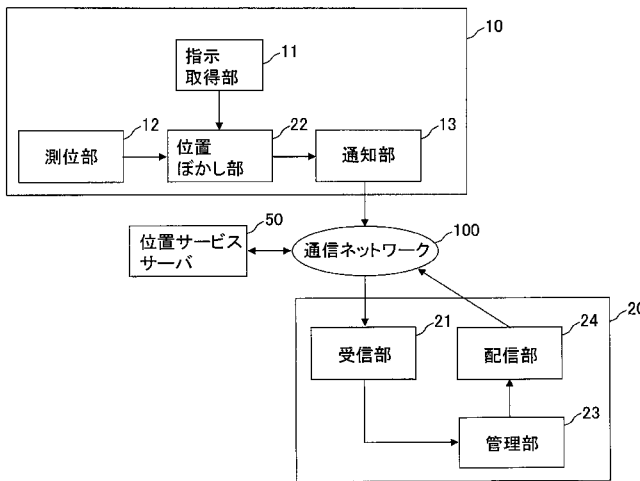 10
指示
取得部
11
測位部
12
位置
ぼかし部
22
通知部
13
位置サービス
サーバ
50
通信ネットワーク
100
20
受信部
21
配信部
24
管理部
23